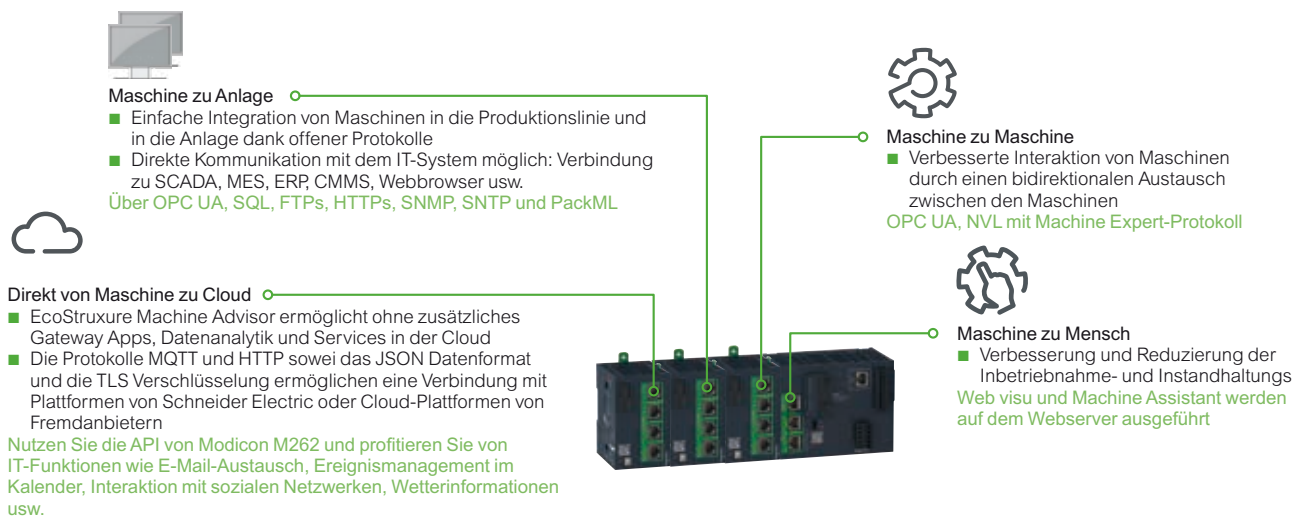 Maschine zu Anlage
■ Einfache Integration von Maschinen in die Produktionslinie und
in die Anlage dank offener Protokolle
■ Direkte Kommunikation mit dem IT-System möglich: Verbindung
zu SCADA, MES, ERP, CMMS, Webbrowser usw.
Über OPC UA, SQL, FTPs, HTTPs, SNMP, SNTP und PackML
Direkt von Maschine zu Cloud
■ EcoStruxure Machine Advisor ermöglicht ohne zusätzliches
Gateway Apps, Datenanalytik und Services in der Cloud
■ Die Protokolle MQTT und HTTP sowei das JSON Datenformat
und die TLS Verschlüsselung ermöglichen eine Verbindung mit
Plattformen von Schneider Electric oder Cloud-Plattformen von
Fremdanbietern
Nutzen Sie die API von Modicon M262 und profitieren Sie von
IT-Funktionen wie E-Mail-Austausch, Ereignismanagement im
Kalender, Interaktion mit sozialen Netzwerken, Wetterinformationen
usw.
Maschine zu Maschine
■ Verbesserte Interaktion von Maschinen
durch einen bidirektionalen Austausch
zwischen den Maschinen
OPC UA, NVL mit Machine Expert-Protokoll
Maschine zu Mensch
■ Verbesserung und Reduzierung der
Inbetriebnahme- und Instandhaltungs
Web visu und Machine Assistant werden
auf dem Webserver ausgeführt